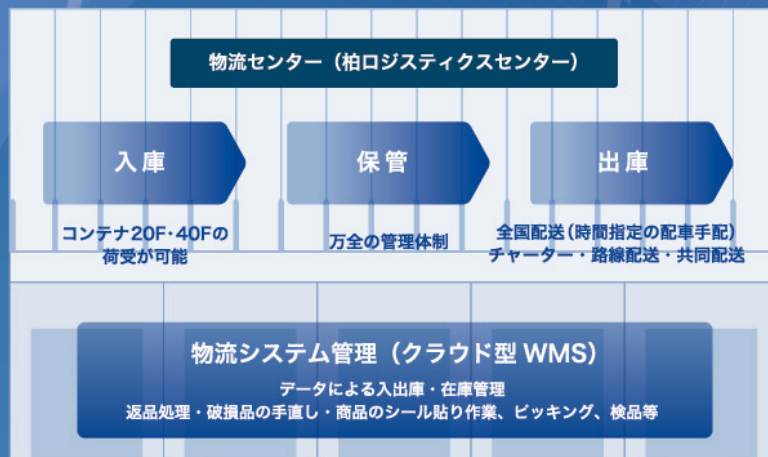 物流センター（柏ロジスティクスセンター）
入庫
保管
出庫
コンテナ20F･40Fの
荷受が可能
万全の管理体制
全国配送（時間指定の配車手配）
チャーター・路線配送・共同配送
物流システム管理（クラウド型 WMS）
データによる入出庫・在庫管理
返品処理・破損品の手直し・商品のシール貼り作業、ピッキング、検品等